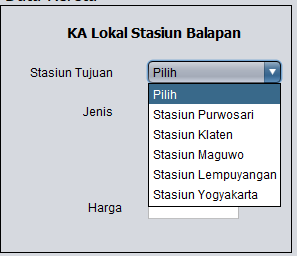 KA Lokal Stasiun Balapan
Stasiun Tujuan
Pilih
Pilih
Stasiun Purwosari
Jenis
Stasiun Klaten
Stasiun Maguwo
Stasiun Lempuyangan
Stasiun Yogyakarta
Harga